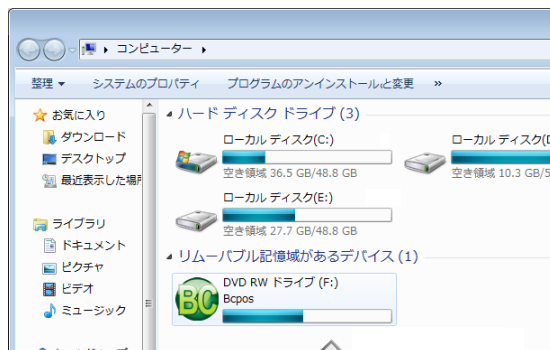 コンピューター
整理 システムのプロパティ プログラムのアンインストールと変更 »
お気に入り
ダウンロード
デスクトップ
最近表示した場所
ライブラリ
ドキュメント
ピクチャ
ビデオ
ミュージック
ハード ディスク ドライブ (3)
ローカル ディスク(C:)
空き領域 36.5 GB/48.8 GB
ローカル ディスク(D
空き領域 10.3 GB/5
ローカル ディスク(E:)
空き領域 27.7 GB/48.8 GB
リムーバブル記憶域があるデバイス (1)
BC
DVD RW ドライブ (F:)
Bcpos